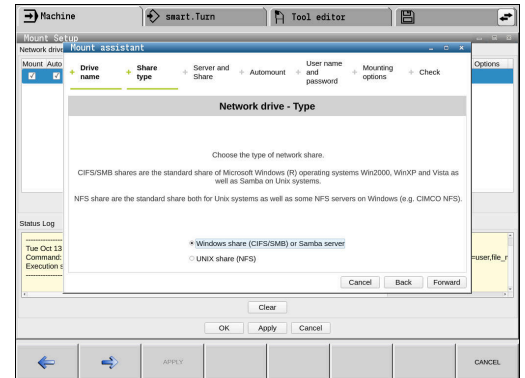 Machine
smart.Turn
Tool editor
Mount Setup
Network drive
Mount assistant
Mount Auto
Options
Drive name
Share type
Server and Share
Automount
User name and password
Mounting options
Check
Network drive - Type
Choose the type of network share.
CIFS/SMB shares are the standard share of Microsoft Windows (R) operating systems Win2000, WinXP and Vista as
well as Samba on Unix systems.
NFS share are the standard share both for Unix systems as well as some NFS servers on Windows (e.g. CIMCO NFS).
Windows share (CIFS/SMB) or Samba server
UNIX share (NFS)
Cancel Back Forward
Status Log
Tue Oct 13
Command:
=user,file_r
Execution s
Clear
OK Apply Cancel
APPLY
CANCEL